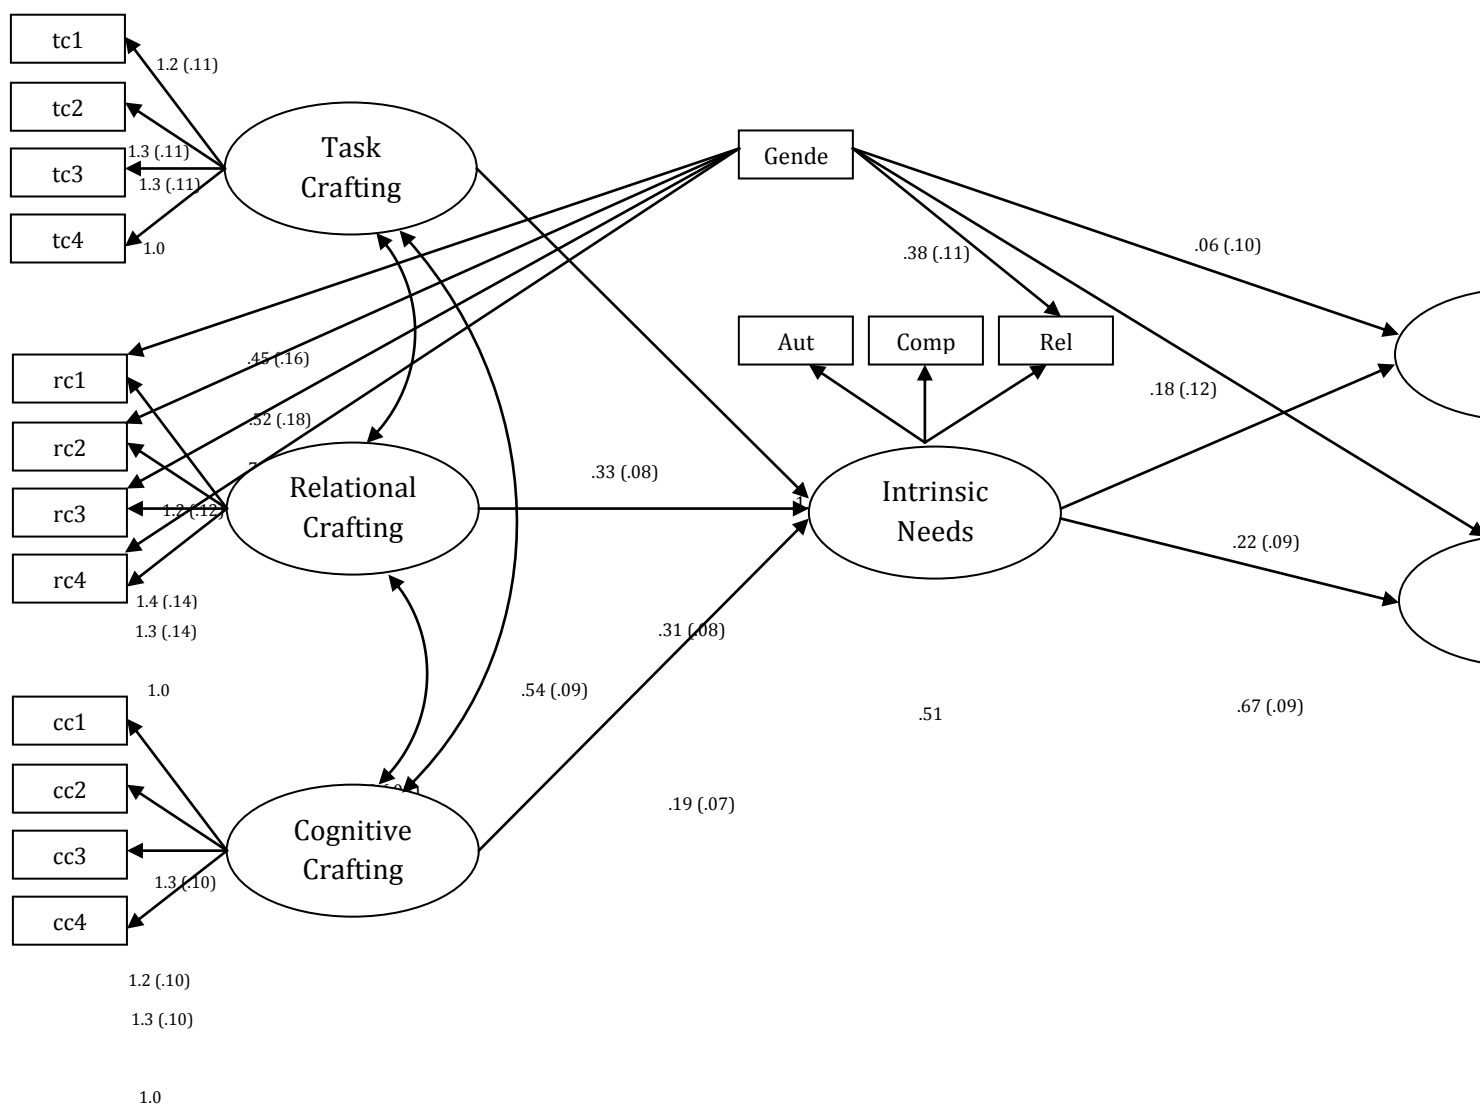 tc1
1.2 (.11)
tc2
Task
Crafting
Gende
1.3 (.11)
tc3
1.3 (.11)
tc4
1.0
.38 (.11)
.06 (.10)
Aut
Comp
Rel
rc1
.45 (.16)
.18 (.12)
.52 (.18)
rc2
.33 (.08)
Relational
Crafting
Intrinsic
Needs
rc3
1.2 (.12)
.22 (.09)
rc4
1.4 (.14)
1.3 (.14)
.31 (.08)
1.0
.54 (.09)
.51
.67 (.09)
cc1
cc2
.19 (.07)
Cognitive
Crafting
cc3
1.3 (.10)
cc4
1.2 (.10)
1.3 (.10)
1.0